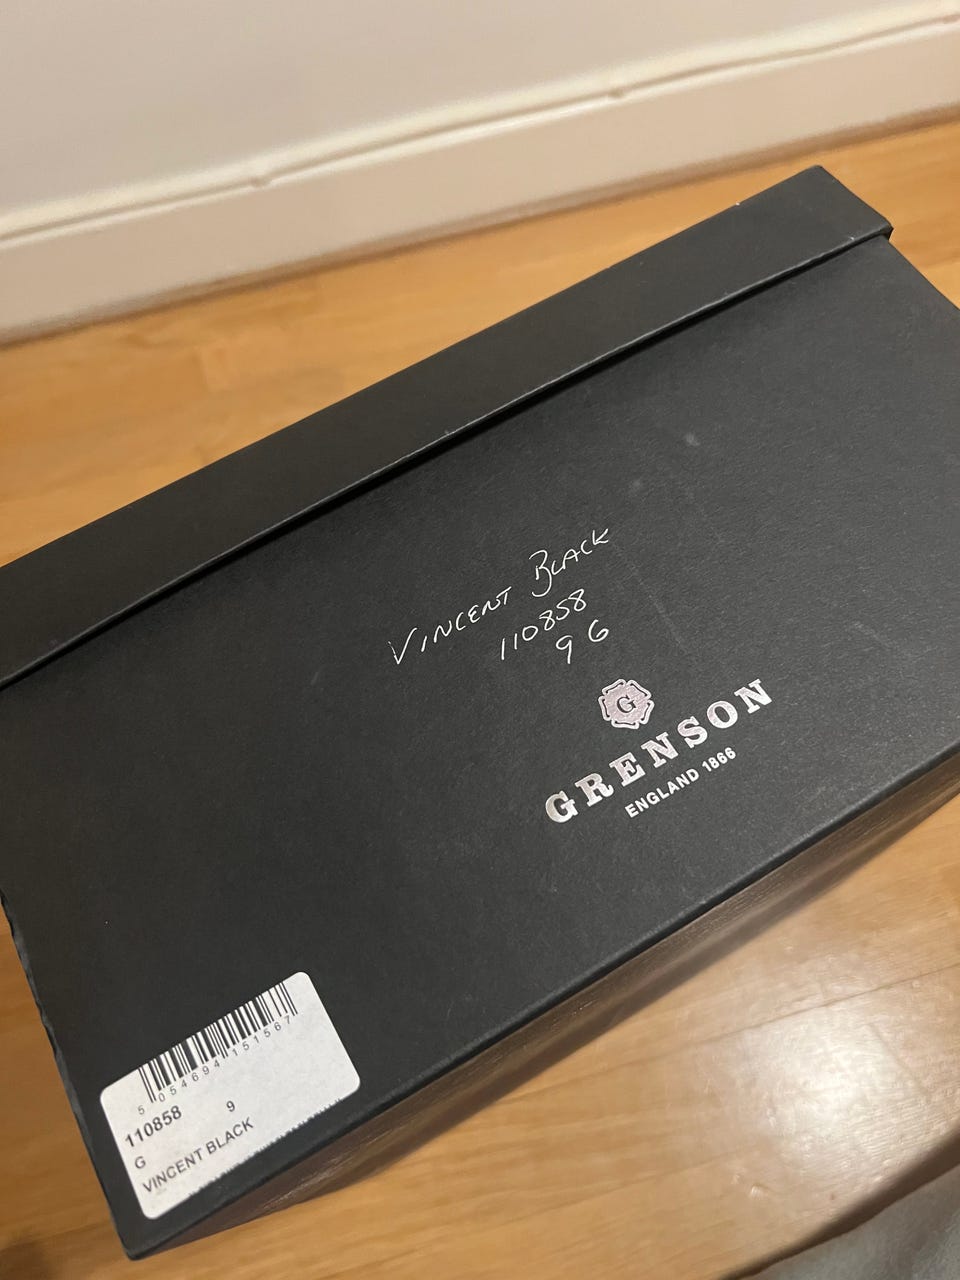 VINCENT BLACK
110858
9 G
G
GRENSON
ENGLAND 1866
5 054694 151567
110858 9
G
VINCENT BLACK